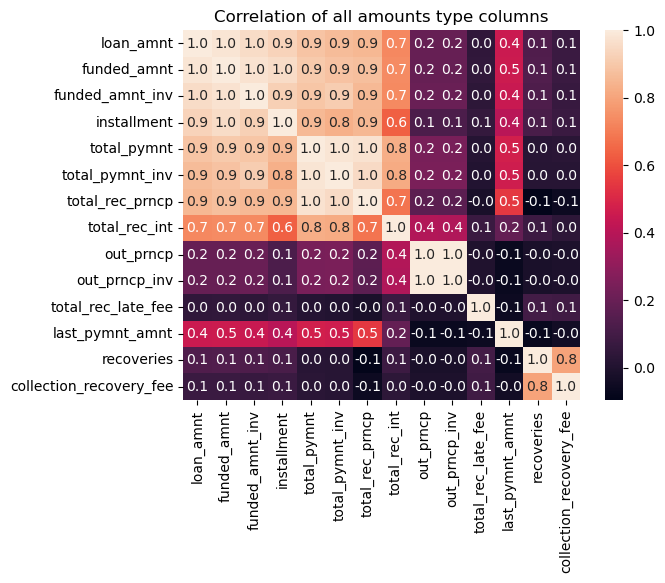 Correlation of all amounts type columns
loan_amnt 1.0 1.0 1.0 0.9 0.9 0.9 0.9 0.7 0.2 0.2 0.0 0.4 0.1 0.1
funded_amnt 1.0 1.0 1.0 1.0 0.9 0.9 0.9 0.7 0.2 0.2 0.0 0.5 0.1 0.1
funded_amnt_inv 1.0 1.0 1.0 0.9 0.9 0.9 0.9 0.7 0.2 0.2 0.0 0.4 0.1 0.1
installment 0.9 1.0 0.9 1.0 0.9 0.8 0.9 0.6 0.1 0.1 0.1 0.4 0.1 0.1
total_pymnt 0.9 0.9 0.9 0.9 1.0 1.0 1.0 0.8 0.2 0.2 0.0 0.5 0.0 0.0
total_pymnt_inv 0.9 0.9 0.9 0.8 1.0 1.0 1.0 0.8 0.2 0.2 0.0 0.5 0.0 0.0
total_rec_prncp 0.9 0.9 0.9 0.9 1.0 1.0 1.0 0.7 0.2 0.2 -0.0 0.5 -0.1 -0.1
total_rec_int 0.7 0.7 0.7 0.6 0.8 0.8 0.7 1.0 0.4 0.4 0.1 0.2 0.1 0.0
out_prncp 0.2 0.2 0.2 0.1 0.2 0.2 0.2 0.4 1.0 1.0 -0.0 -0.1 -0.0 -0.0
out_prncp_inv 0.2 0.2 0.2 0.1 0.2 0.2 0.2 0.4 1.0 1.0 -0.0 -0.1 -0.0 -0.0
total_rec_late_fee 0.0 0.0 0.0 0.1 0.0 0.0 -0.0 0.1 -0.0 -0.0 1.0 -0.1 0.1 0.1
last_pymnt_amnt 0.4 0.5 0.4 0.4 0.5 0.5 0.5 0.2 -0.1 -0.1 -0.1 1.0 -0.1 -0.0
recoveries 0.1 0.1 0.1 0.1 0.0 0.0 -0.1 0.1 -0.0 -0.0 0.1 -0.1 1.0 0.8
collection_recovery_fee 0.1 0.1 0.1 0.1 0.0 0.0 -0.1 0.0 -0.0 -0.0 0.1 -0.0 0.8 1.0
loan_amnt
funded_amnt
funded_amnt_inv
installment
total_pymnt
total_pymnt_inv
total_rec_prncp
total_rec_int
out_prncp
out_prncp_inv
total_rec_late_fee
last_pymnt_amnt
recoveries
collection_recovery_fee
1.0
0.8
0.6
0.4
0.2
0.0